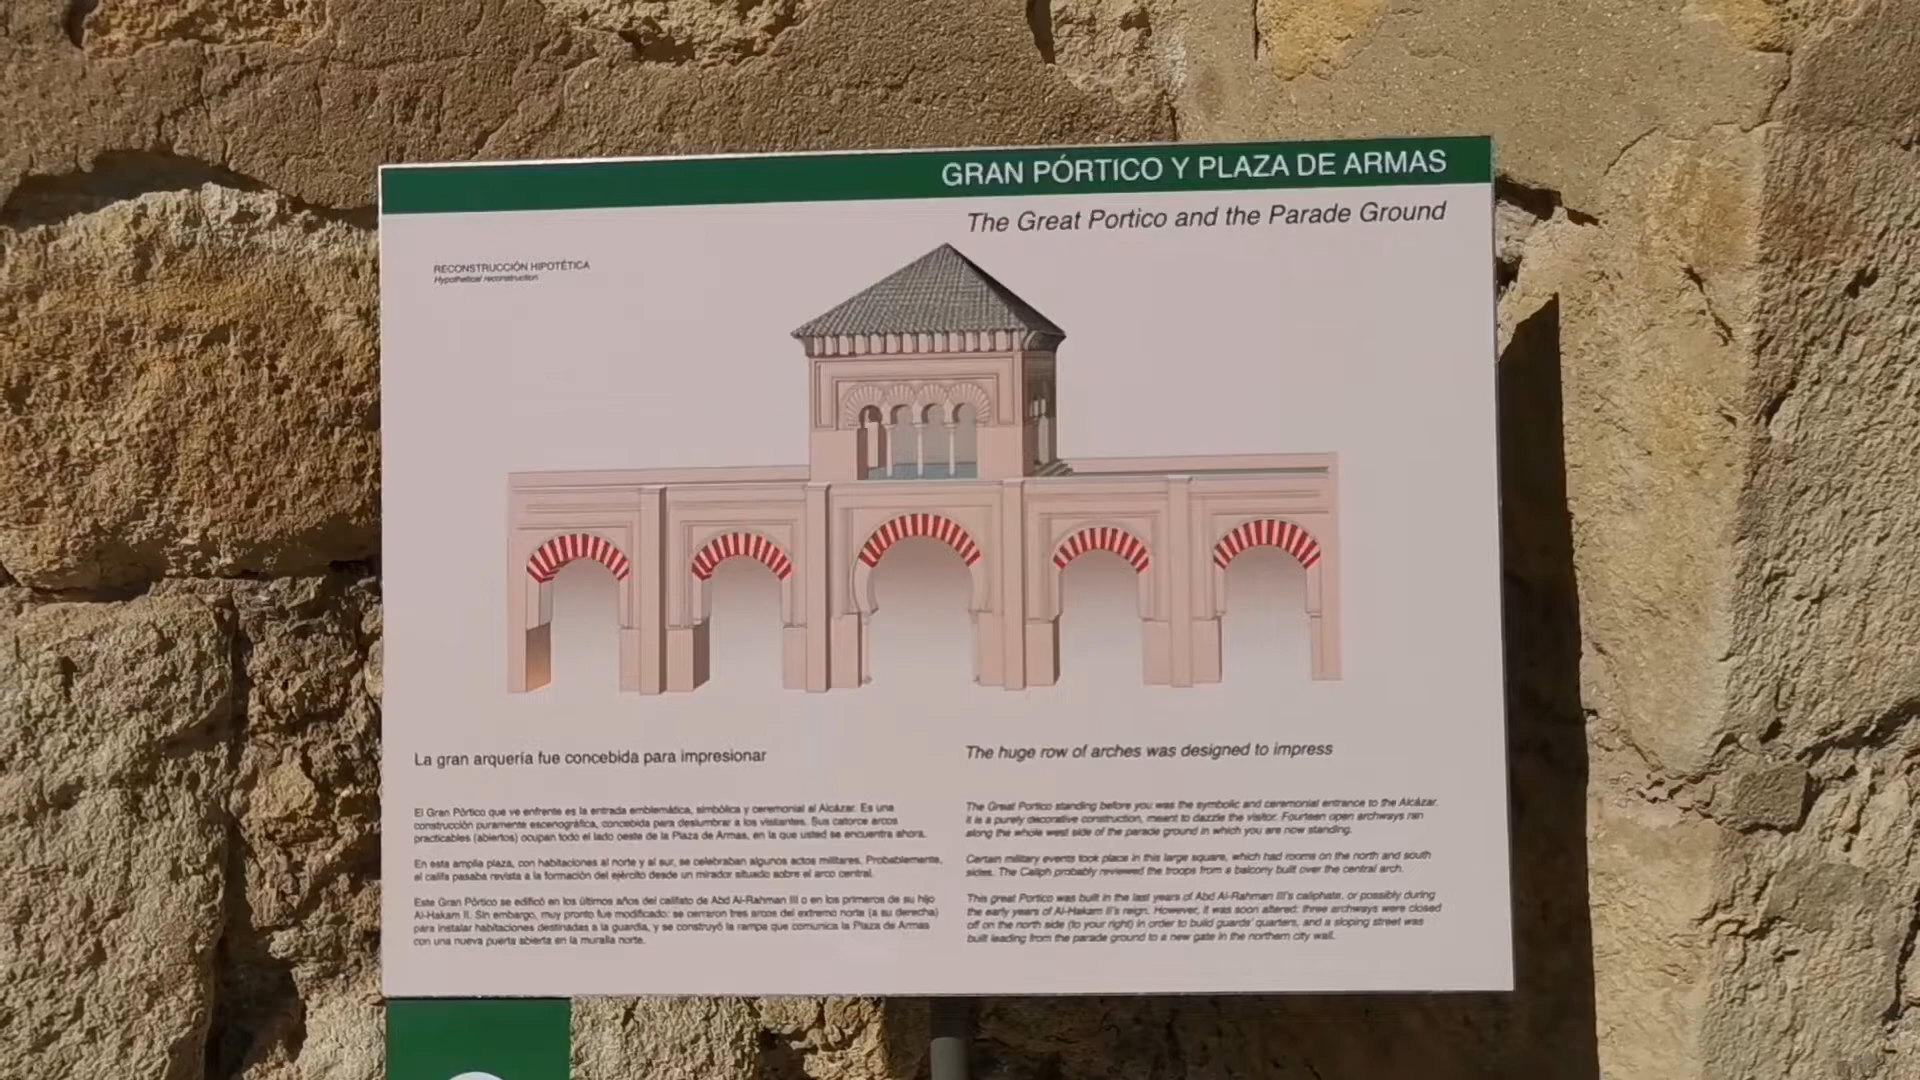 GRAN PÓRTICO Y PLAZA DE ARMAS
The Great Portico and the Parade Ground
RECONSTRUCCIÓN HIPOTÉTICA
Hypothetical reconstruction
La gran arquería fue concebida para impresionar
El Gran Pórtico que ve enfrente es la entrada emblemática, simbólica y ceremonial al Alcázar. Es una
construcción puramente escenográfica, concebida para deslumbrar a los visitantes. Sus catorce arcos
practicables (abiertos) ocupan todo el lado oeste de la Plaza de Armas, en la que usted se encuentra ahora.
En esta amplia plaza, con habitaciones al norte y al sur, se celebraban algunos actos militares. Probablemente,
el califa pasaba revista a la formación del ejército desde un mirador situado sobre el arco central.
Este Gran Pórtico se edificó en los últimos años del califato de Abd Al-Rahman III o en los primeros de su hijo
Al-Hakam II. Sin embargo, muy pronto fue modificado: se cerraron tres arcos del extremo norte (a su derecha)
para instalar habitaciones destinadas a la guardia, y se construyó la rampa que comunica la Plaza de Armas
con una nueva puerta abierta en la muralla norte.
The huge row of arches was designed to impress
The Great Portico standing before you was the symbolic and ceremonial entrance to the Alcázar.
It is a purely decorative construction, meant to dazzle the visitor. Fourteen open archways ran
along the whole west side of the parade ground in which you are now standing.
Certain military events took place in this large square, which had rooms on the north and south
sides. The Caliph probably reviewed the troops from a balcony built over the central arch.
This great Portico was built in the last years of Abd Al-Rahman III's caliphate, or possibly during
the early years of Al-Hakam II's reign. However, it was soon altered: three archways were closed
off on the north side (to your right) in order to build guards' quarters, and a sloping street was
built leading from the parade ground to a new gate in the northern city wall.